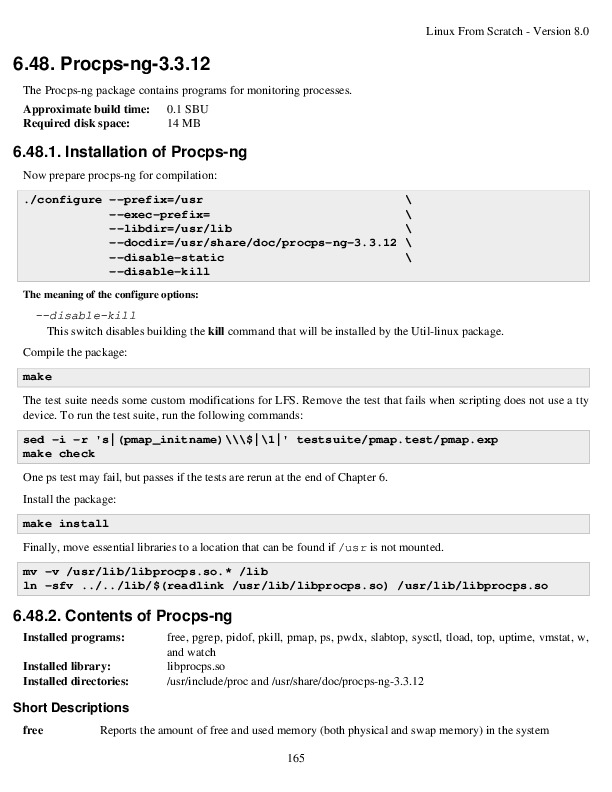 Linux From Scratch - Version 8.0
6.48. Procps-ng-3.3.12
The Procps-ng package contains programs for monitoring processes.
Approximate build time: 0.1 SBU
Required disk space: 14 MB
6.48.1. Installation of Procps-ng
Now prepare procps-ng for compilation:
./configure --prefix=/usr \
--exec-prefix= \
--libdir=/usr/lib \
--docdir=/usr/share/doc/procps-ng-3.3.12 \
--disable-static \
--disable-kill
The meaning of the configure options:
--disable-kill
This switch disables building the kill command that will be installed by the Util-linux package.
Compile the package:
make
The test suite needs some custom modifications for LFS. Remove the test that fails when scripting does not use a tty
device. To run the test suite, run the following commands:
sed -i -r 's|(pmap_initname)\\\$|\1|' testsuite/pmap.test/pmap.exp
make check
One ps test may fail, but passes if the tests are rerun at the end of Chapter 6.
Install the package:
make install
Finally, move essential libraries to a location that can be found if /usr is not mounted.
mv -v /usr/lib/libprocps.so.* /lib
ln -sfv ../../lib/$(readlink /usr/lib/libprocps.so) /usr/lib/libprocps.so
6.48.2. Contents of Procps-ng
Installed programs: free, pgrep, pidof, pkill, pmap, ps, pwdx, slabtop, sysctl, tload, top, uptime, vmstat, w,
and watch
Installed library: libprocps.so
Installed directories: /usr/include/proc and /usr/share/doc/procps-ng-3.3.12
Short Descriptions
free Reports the amount of free and used memory (both physical and swap memory) in the system
165